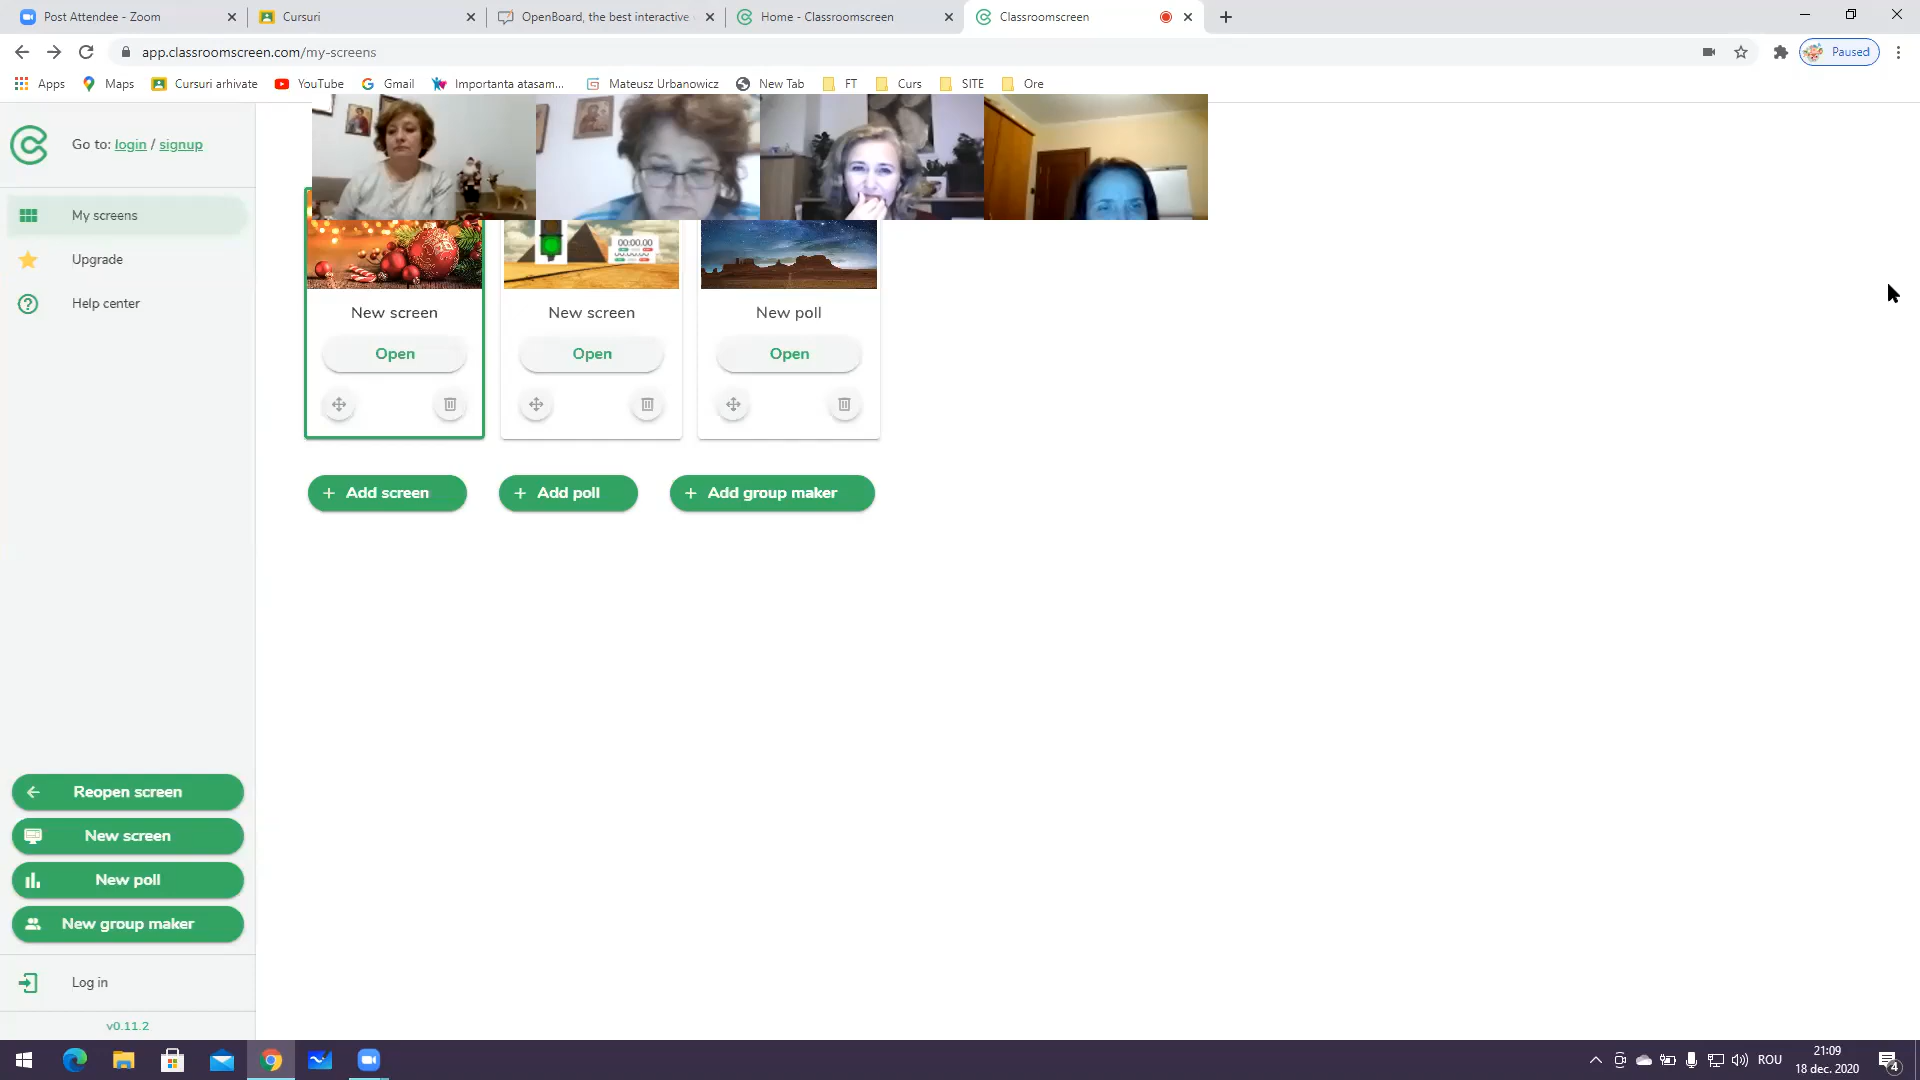 Post Attendee - Zoom
Cursuri
OpenBoard, the best interactive
Home - Classroomscreen
Classroomscreen
app.classroomscreen.com/my-screens
Paused
Apps
Maps
Cursuri arhivate
YouTube
Gmail
Importanta atasam...
Mateusz Urbanowicz
New Tab
FT
Curs
SITE
Ore
Go to: login / signup
My screens
Upgrade
Help center
00:00.00
New screen
New screen
New poll
Open
Open
Open
Add screen
Add poll
Add group maker
Reopen screen
New screen
New poll
New group maker
Log in
v0.11.2
ROU
21:09
18 dec. 2020
4